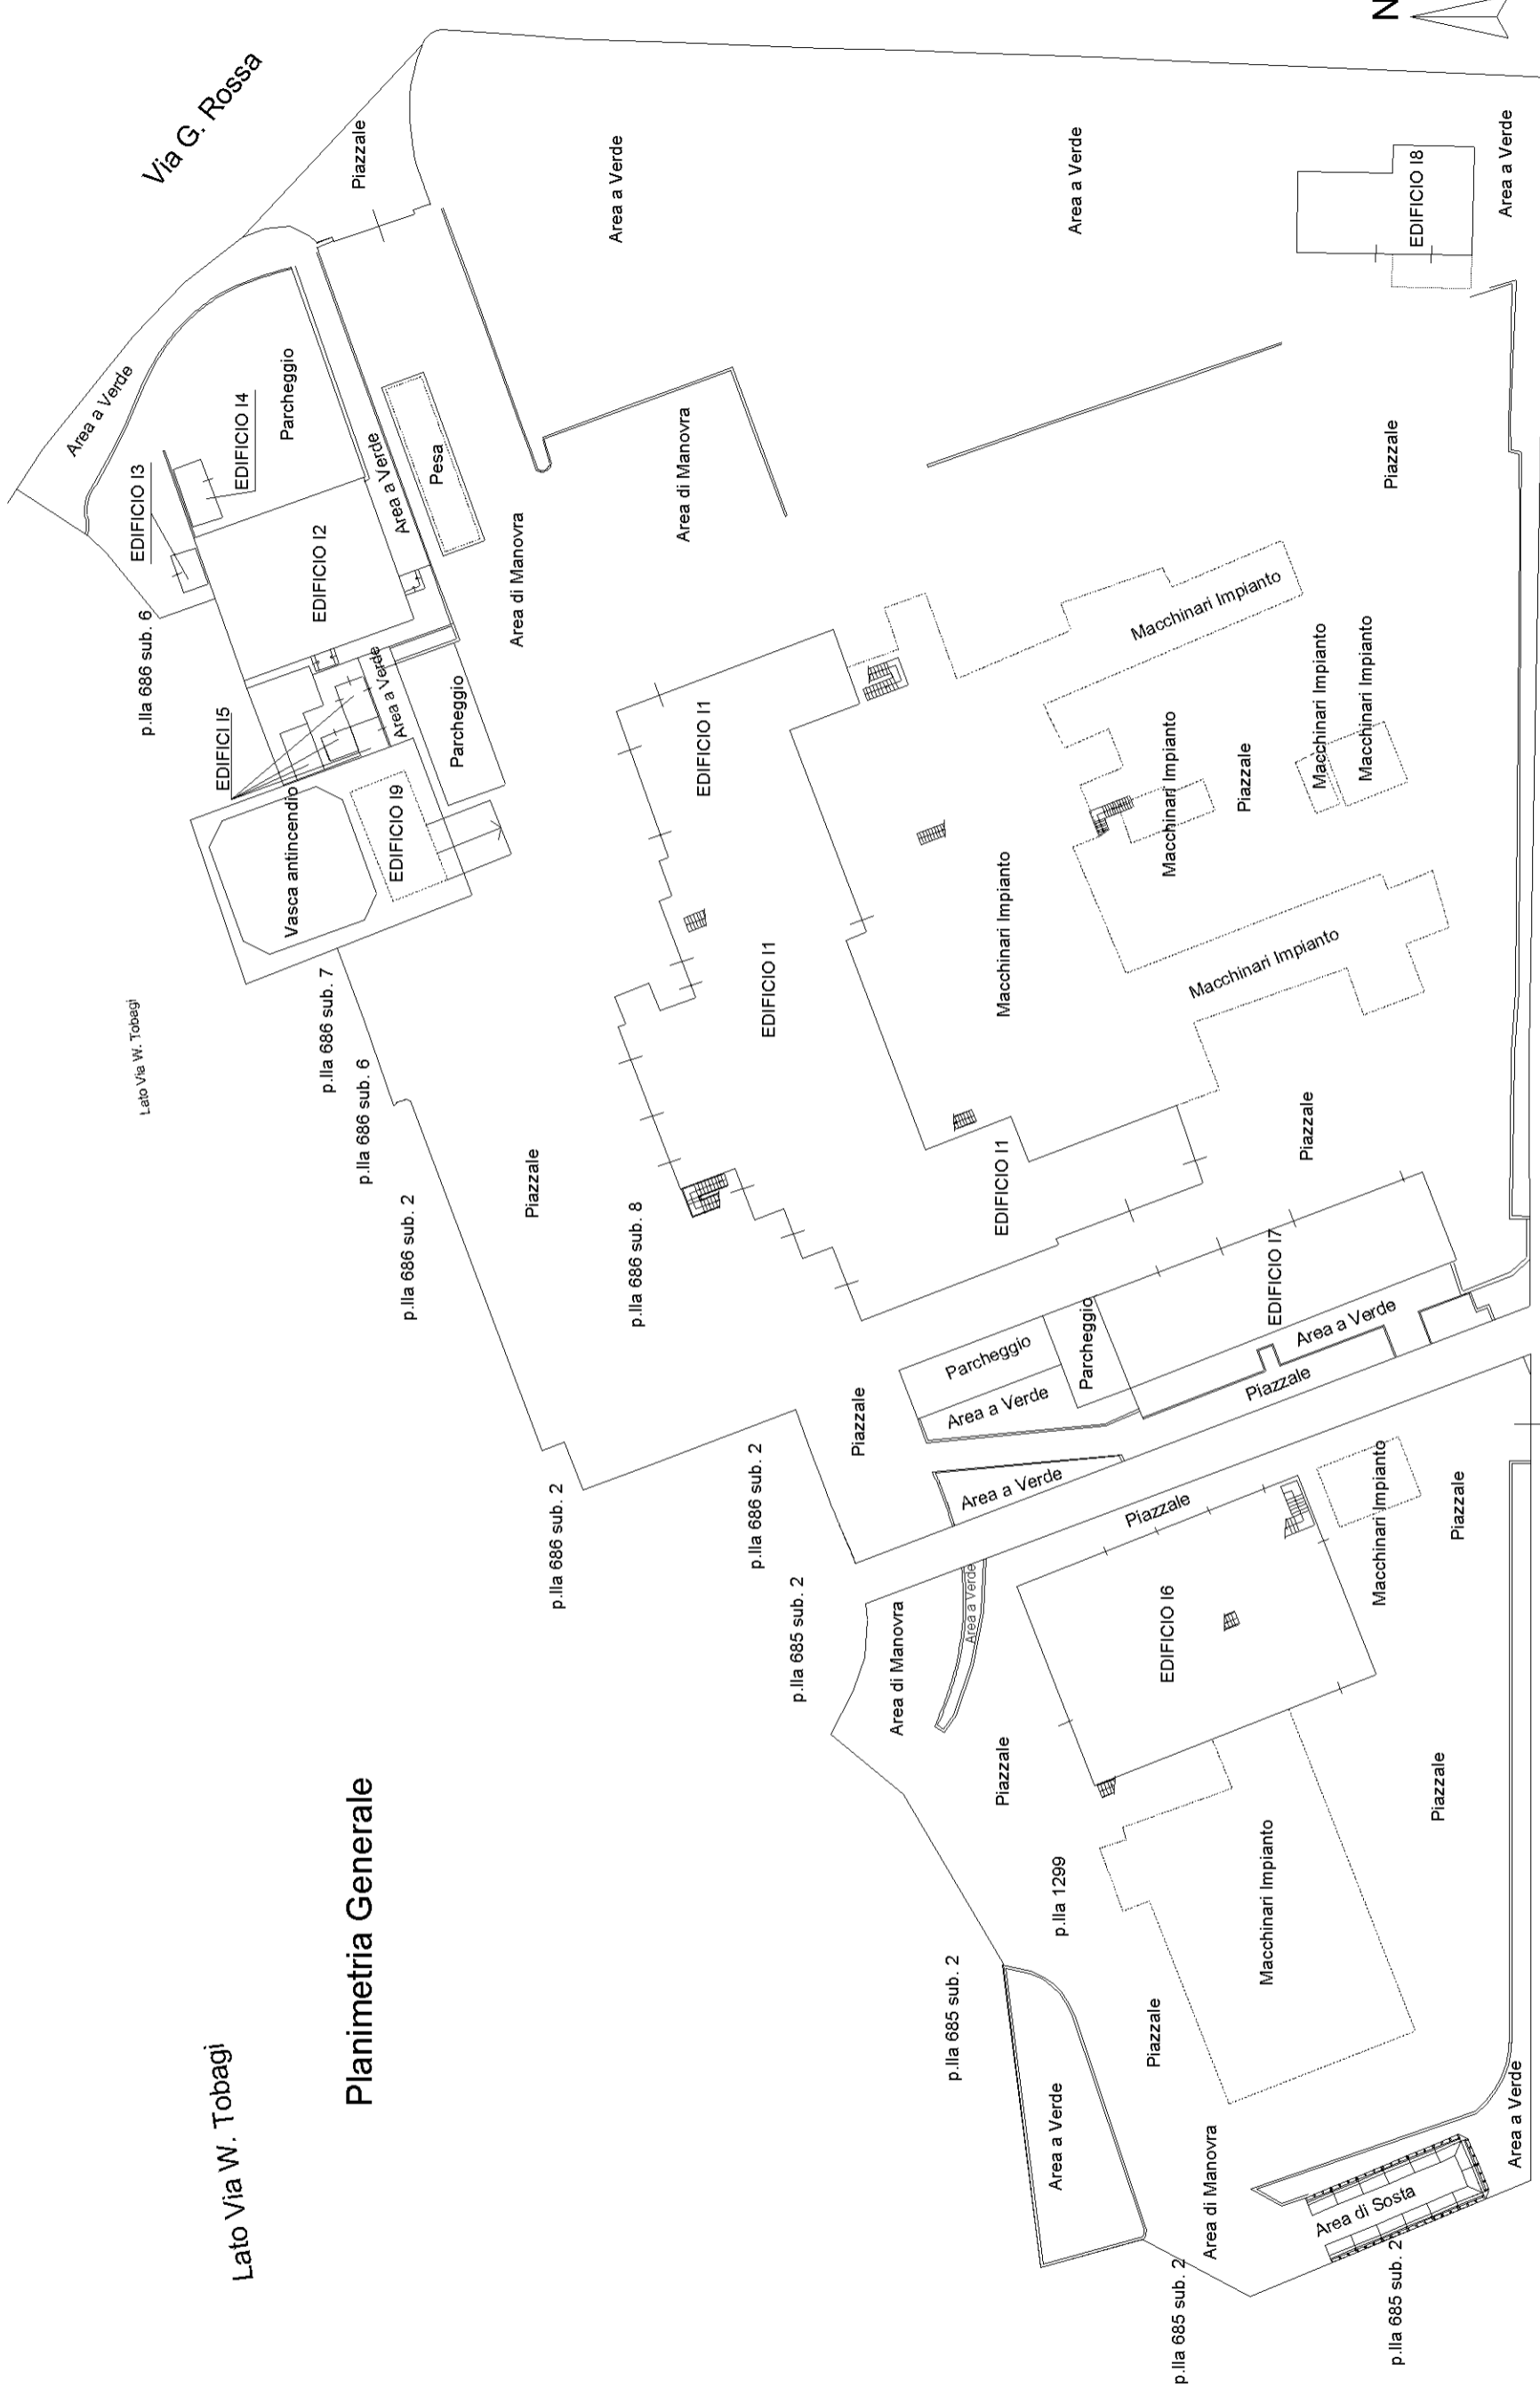 Planimetria Generale
Lato Via W. Tobagi
Lato Via W. Tobagi
Via G. Rossa
N
p.lla 686 sub. 6
EDIFICIO I3
Area a Verde
EDIFICI I5
EDIFICIO I4
Parcheggio
Piazzale
EDIFICIO I2
Vasca antincendio
p.lla 686 sub. 7
p.lla 686 sub. 6
EDIFICIO I9
Area a Verde
Area a Verde
Pesa
p.lla 686 sub. 2
Parcheggio
Area di Manovra
Piazzale
p.lla 686 sub. 2
Area a Verde
p.lla 686 sub. 8
Area di Manovra
EDIFICIO I1
p.lla 686 sub. 2
EDIFICIO I1
p.lla 685 sub. 2
Piazzale
Area di Manovra
p.lla 685 sub. 2
Area a Verde
Parcheggio
Area a Verde
Area a Verde
Piazzale
EDIFICIO I1
Macchinari Impianto
p.lla 1299
Area a Verde
Area a Verde
Parcheggio
Piazzale
Piazzale
EDIFICIO I6
Macchinari Impianto
Macchinari Impianto
p.lla 685 sub. 2
Area di Manovra
Piazzale
Macchinari Impianto
EDIFICIO I7
Piazzale
Macchinari Impianto
Piazzale
Macchinari Impianto
Area a Verde
Macchinari Impianto
Area di Sosta
Macchinari Impianto
p.lla 685 sub. 2
Piazzale
Piazzale
Piazzale
EDIFICIO I8
Area a Verde
Area a Verde